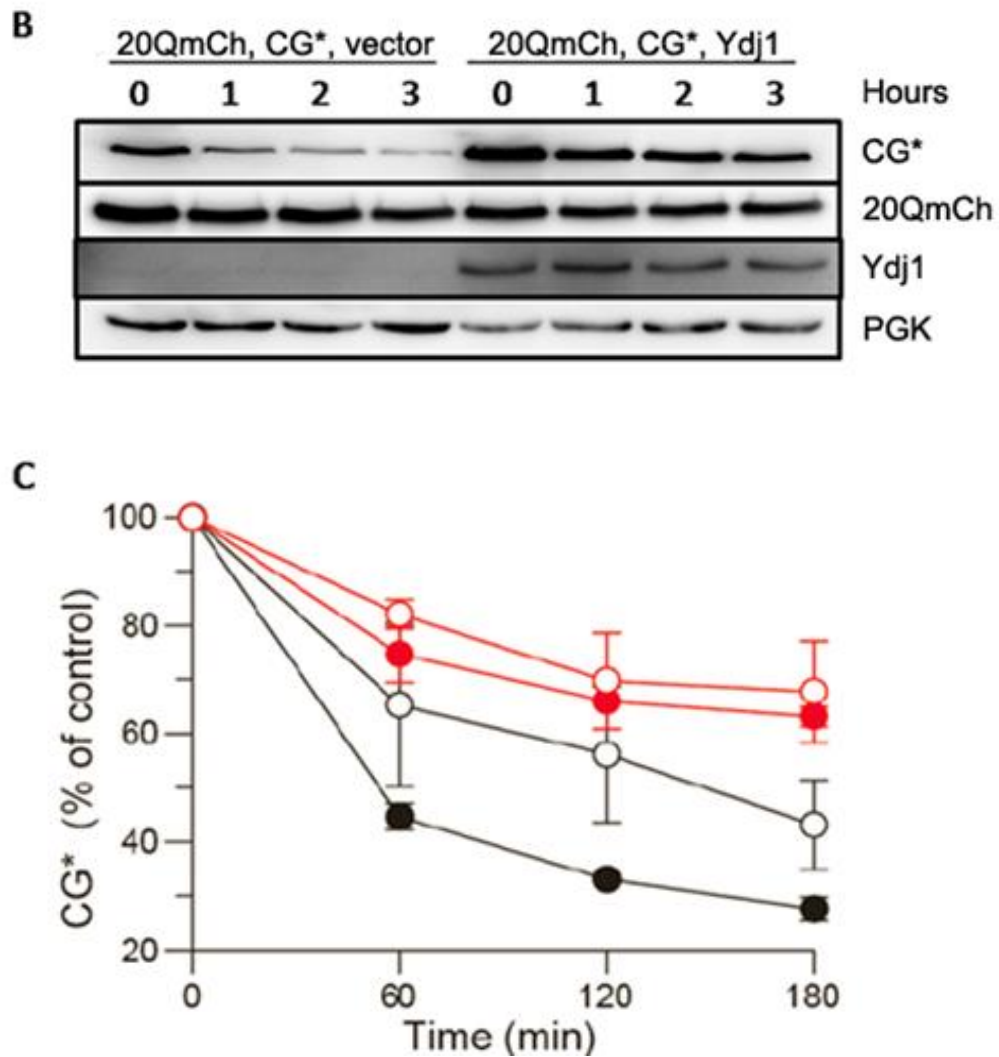 B
20QmCh, CG*, vector 20QmCh, CG*, Ydj1
0 1 2 3 0 1 2 3 Hours
CG*
20QmCh
Ydj1
PGK
C
100
80
60
40
20
CG* (% of control)
0 60 120 180
Time (min)